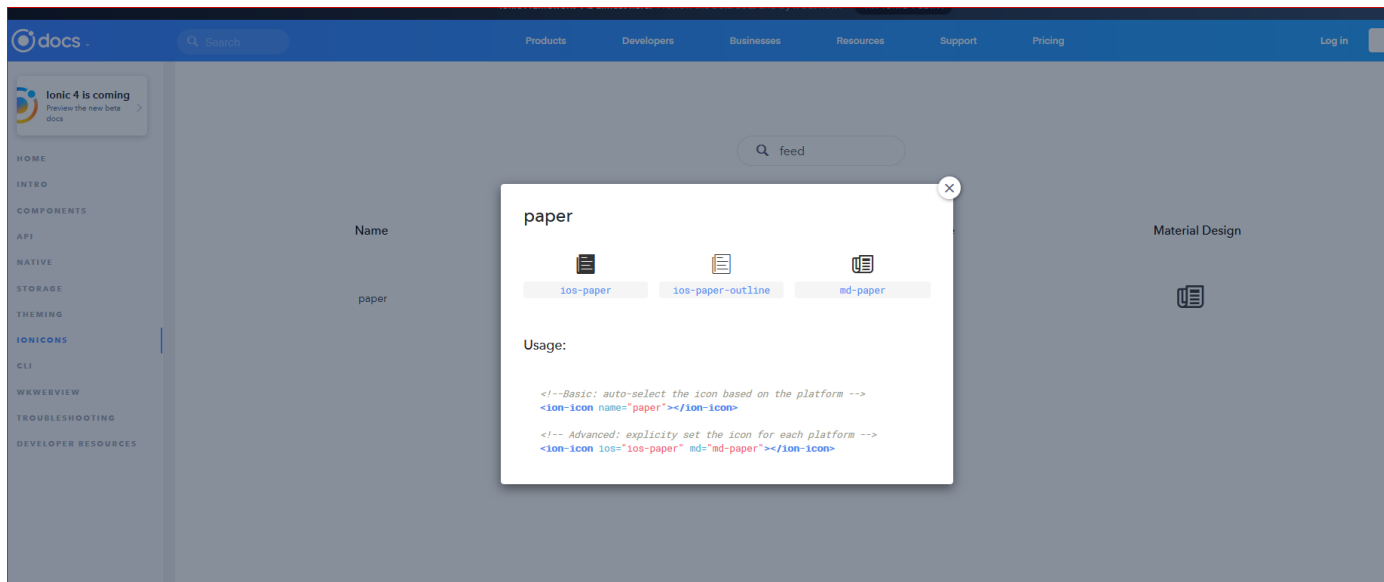 docs
Search
Products
Developers
Businesses
Resources
Support
Pricing
Log in
Ionic 4 is coming
Preview the new beta
docs
HOME
INTRO
COMPONENTS
API
NATIVE
STORAGE
THEMING
IONICONS
CLI
WKWEBVIEW
TROUBLESHOOTING
DEVELOPER RESOURCES
feed
Name
Material Design
paper
paper
ios-paper
ios-paper-outline
md-paper
Usage:
<!--Basic: auto-select the icon based on the platform -->
<ion-icon name="paper"></ion-icon>
<!-- Advanced: explicity set the icon for each platform -->
<ion-icon ios="ios-paper" md="md-paper"></ion-icon>